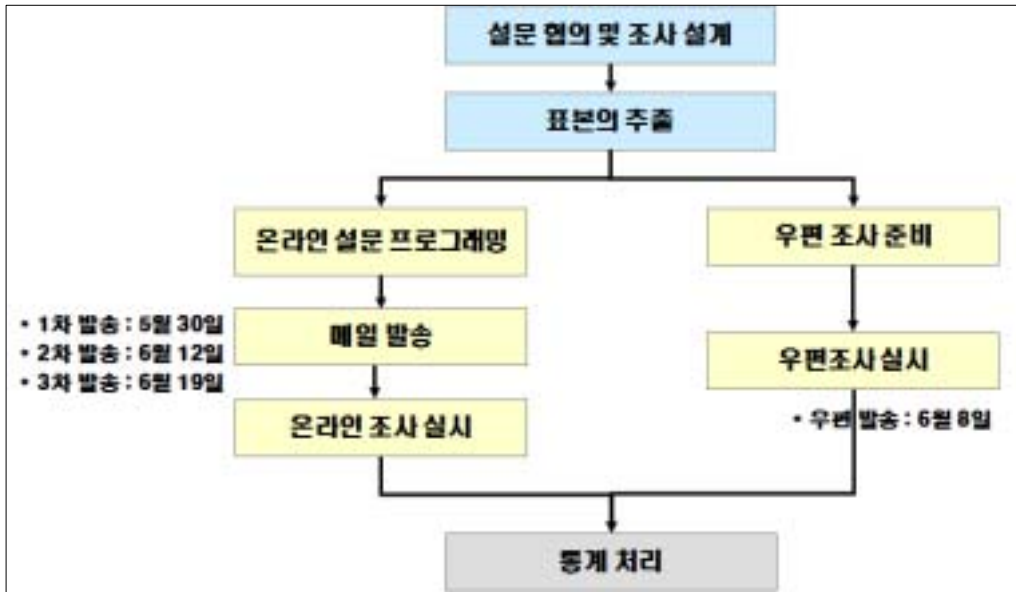 설문 협의 및 조사 설계
표본의 추출
온라인 설문 프로그래밍
우편 조사 준비
• 1차 발송 : 5월 30일
• 2차 발송 : 6월 12일
• 3차 발송 : 6월 19일
메일 발송
우편조사 실시
온라인 조사 실시
• 우편 발송 : 6월 8일
통계 처리